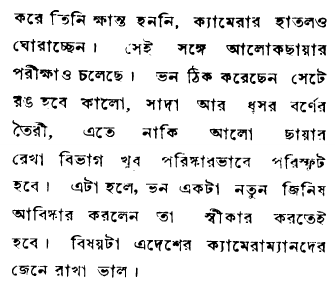 করে তিনি ক্ষান্ত হননি, ক্যামেরার হাতলও
ঘোরাচ্ছেন। সেই সঙ্গে আলোকছায়ার
পরীক্ষাও চলেছে। ভন ঠিক করেছেন সেটে
রঙ হবে কালো, সাদা আর ধূসর বর্ণের
তৈরী, এতে নাকি আলো ছায়ার
রেখা বিভাগ খুব পরিষ্কারভাবে পরিস্ফুট
হবে। এটা হলে, ভন একটা নতুন জিনিষ
আবিষ্কার করলেন তা স্বীকার করতেই
হবে। বিষয়টা এদেশের ক্যামেরাম্যানদের
জেনে রাখা ভাল।